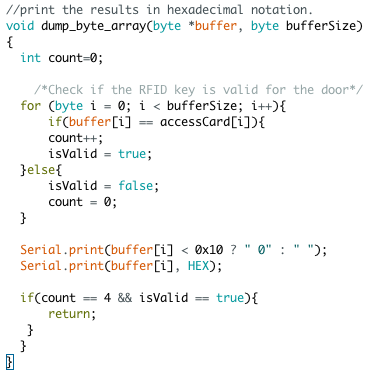 //print the results in hexadecimal notation.
void dump_byte_array(byte *buffer, byte bufferSize)
{
  int count=0;

    /*Check if the RFID key is valid for the door*/
  for (byte i = 0; i < bufferSize; i++){
      if(buffer[i] == accessCard[i]){
      count++;
      isValid = true;
  }else{
      isValid = false;
      count = 0;
  }

  Serial.print(buffer[i] < 0x10 ? " 0" : " ");
  Serial.print(buffer[i], HEX);

  if(count == 4 && isValid == true){
      return;
   }
  }
}